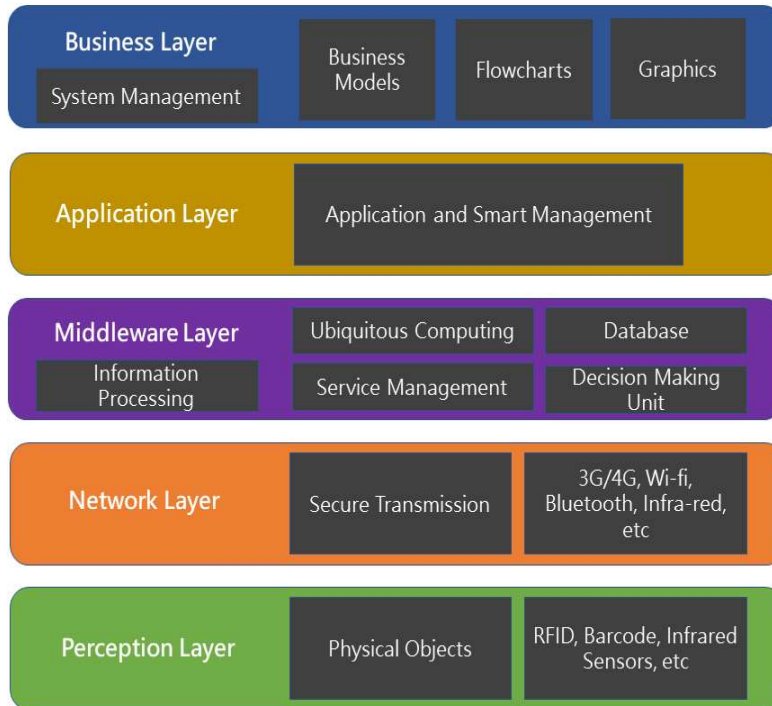 Business Layer
System Management
Business
Models
Flowcharts
Graphics
Application Layer
Application and Smart Management
Middleware Layer
Information
Processing
Ubiquitous Computing
Database
Service Management
Decision Making
Unit
Network Layer
Secure Transmission
3G/4G, Wi-fi,
Bluetooth, Infra-red,
etc
Perception Layer
Physical Objects
RFID, Barcode, Infrared
Sensors, etc